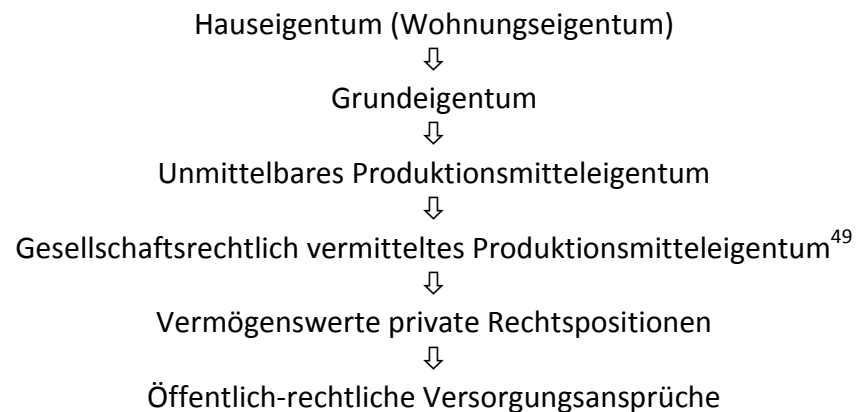 Hauseigentum (Wohnungseigentum)
⇩
Grundeigentum
⇩
Unmittelbares Produktionsmitteleigentum
⇩
Gesellschaftsrechtlich vermitteltes Produktionsmitteleigentum⁴⁹
⇩
Vermögenswerte private Rechtspositionen
⇩
Öffentlich-rechtliche Versorgungsansprüche